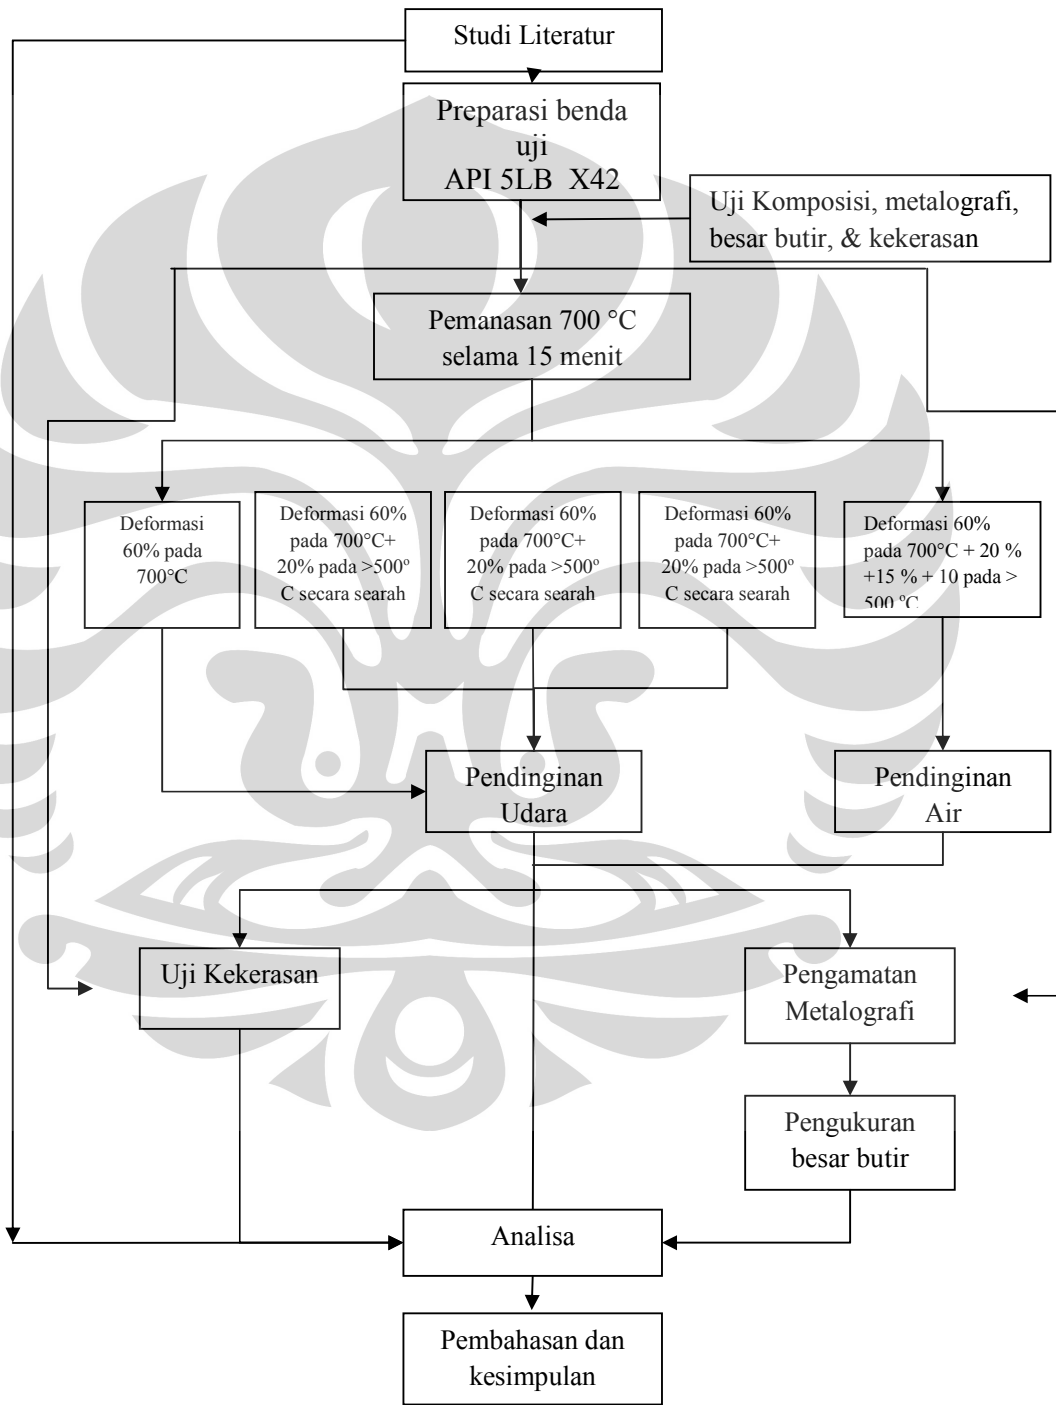 Studi Literatur
Preparasi benda
uji
API 5LB X42
Uji Komposisi, metalografi,
besar butir, & kekerasan
Pemanasan 700 °C
selama 15 menit
Deformasi
60% pada
700°C
Deformasi 60%
pada 700°C+
20% pada >500º
C secara searah
Deformasi 60%
pada 700°C+
20% pada >500º
C secara searah
Deformasi 60%
pada 700°C+
20% pada >500º
C secara searah
Deformasi 60%
pada 700°C + 20 %
+15 % + 10 pada >
500 ºC
Pendinginan
Udara
Pendinginan
Air
Uji Kekerasan
Pengamatan
Metalografi
Pengukuran
besar butir
Analisa
Pembahasan dan
kesimpulan